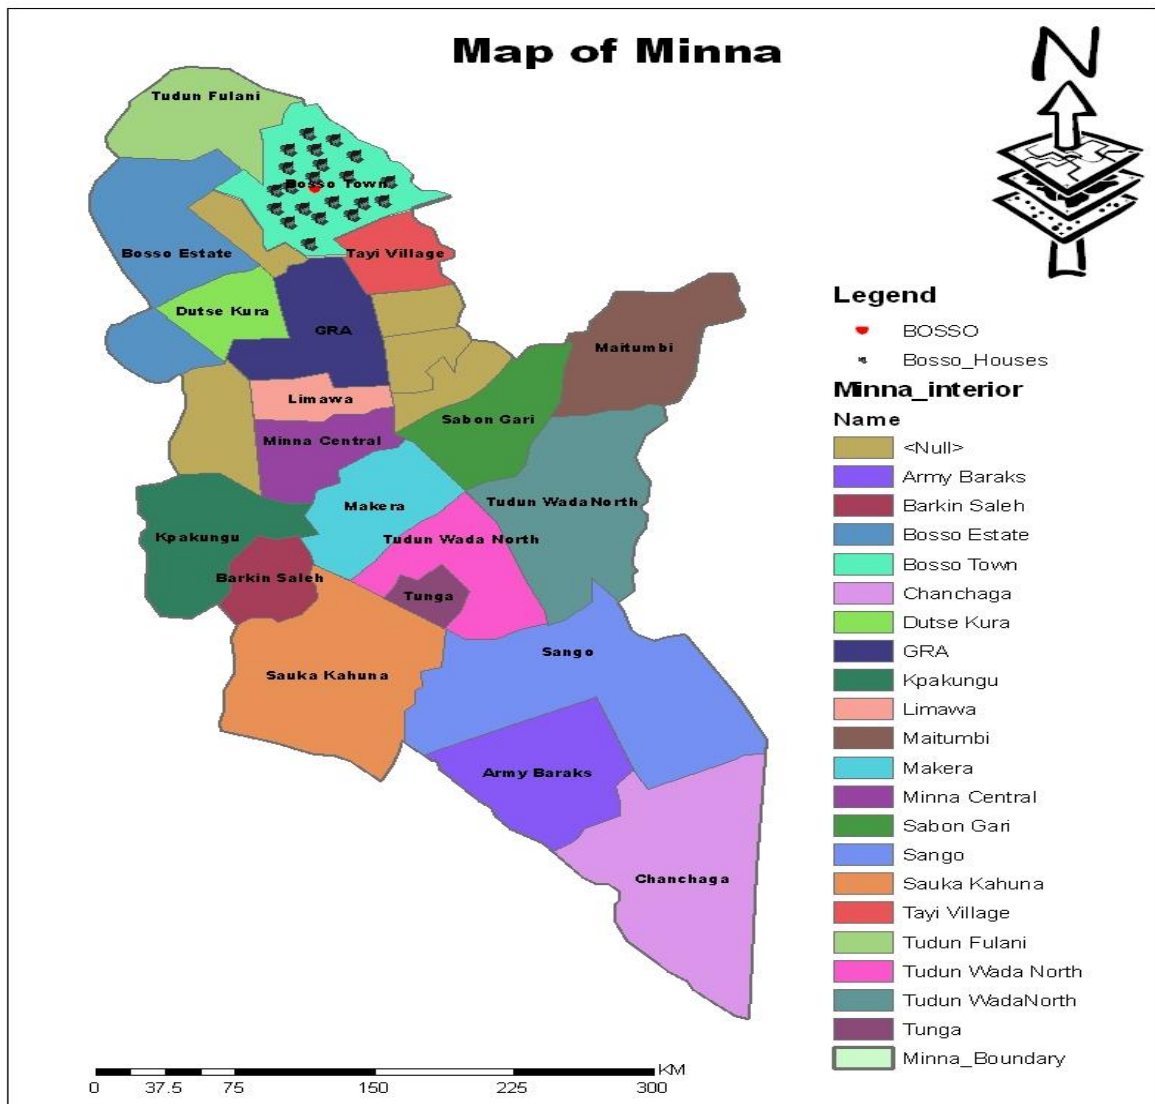 Map of Minna
N
Tudun Fulani
Bosso Town
Bosso Estate
Tayi Village
Dutse Kura
GRA
Maitumbi
Limawa
Sabon Gari
Minna Central
Makera
Tudun WadaNorth
Kpakungu
Tudun Wada North
Barkin Saleh
Tunga
Sango
Sauka Kahuna
Army Baraks
Chanchaga
Legend
BOSSO
Bosso_Houses
Minna_interior
Name
<Null>
Army Baraks
Barkin Saleh
Bosso Estate
Bosso Town
Chanchaga
Dutse Kura
GRA
Kpakungu
Limawa
Maitumbi
Makera
Minna Central
Sabon Gari
Sango
Sauka Kahuna
Tayi Village
Tudun Fulani
Tudun Wada North
Tudun WadaNorth
Tunga
Minna_Boundary
KM
0 37.5 75 150 225 300